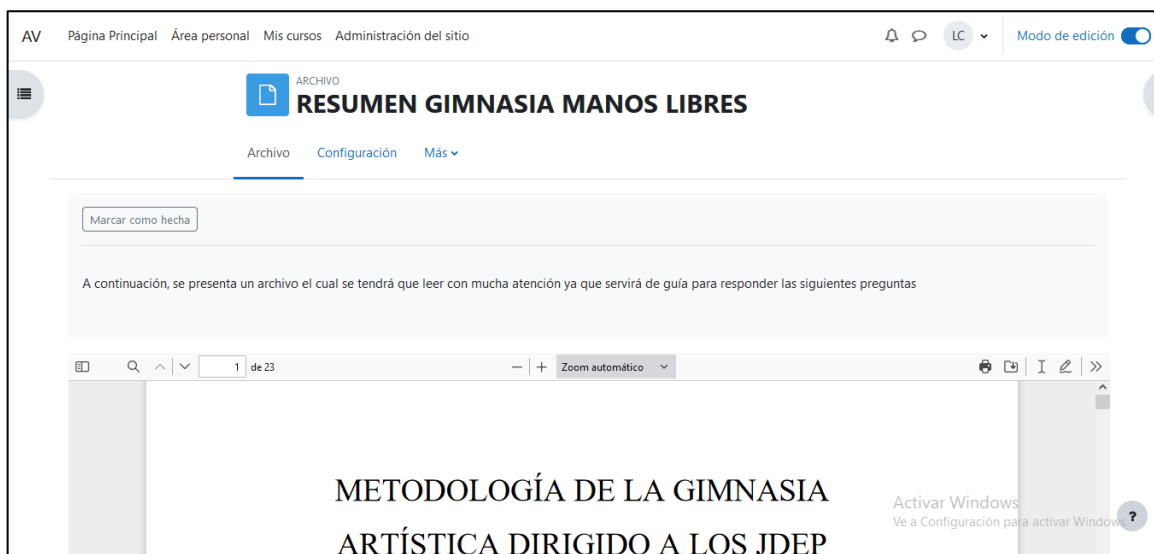 AV Página Principal Área personal Mis cursos Administración del sitio LC Modo de edición
ARCHIVO
RESUMEN GIMNASIA MANOS LIBRES
Archivo Configuración Más
Marcar como hecha
A continuación, se presenta un archivo el cual se tendrá que leer con mucha atención ya que servirá de guía para responder las siguientes preguntas
1 de 23 Zoom automático
METODOLOGÍA DE LA GIMNASIA
ARTÍSTICA DIRIGIDO A LOS JDEP
Activar Windows
Ve a Configuración para activar Windows.
?